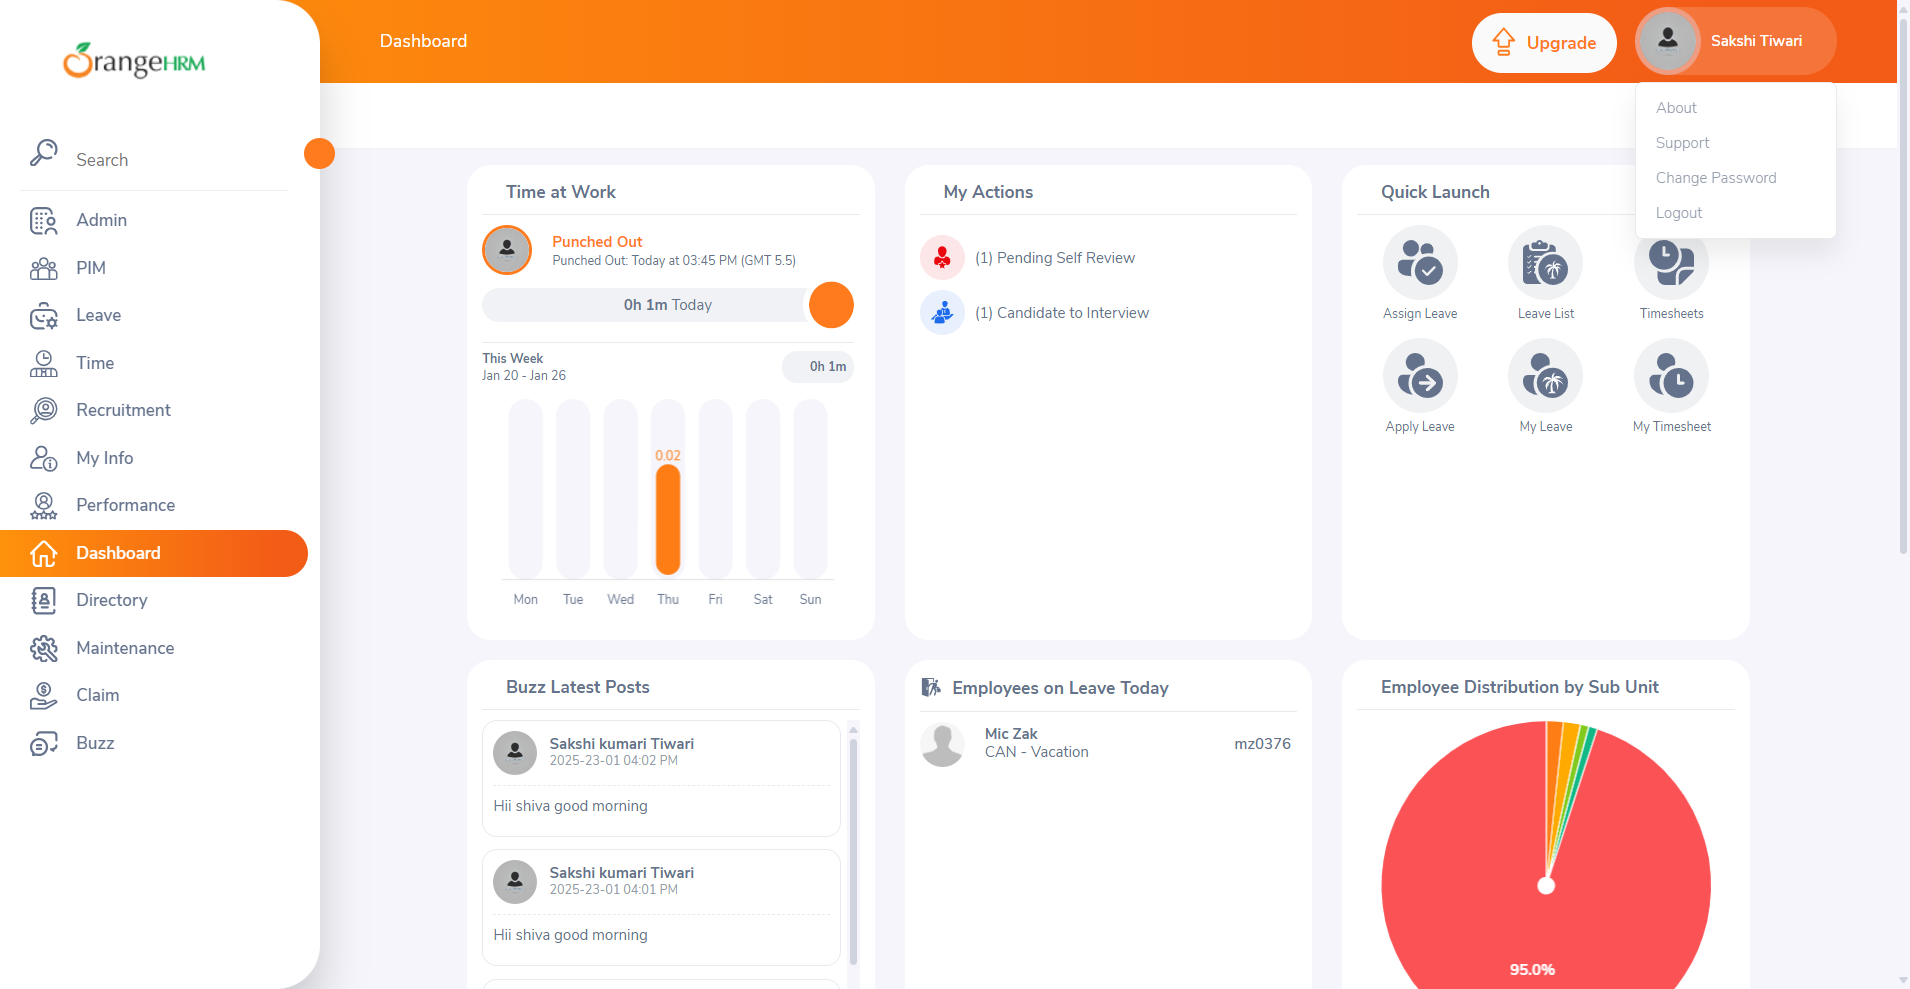 OrangeHRM
Dashboard
Upgrade
Sakshi Tiwari
About
Support
Change Password
Logout
Search
Admin
PIM
Leave
Time
Recruitment
My Info
Performance
Dashboard
Directory
Maintenance
Claim
Buzz
Time at Work
Punched Out
Punched Out: Today at 03:45 PM (GMT 5.5)
0h 1m Today
This Week
Jan 20 - Jan 26
0h 1m
0.02
Mon Tue Wed Thu Fri Sat Sun
My Actions
(1) Pending Self Review
(1) Candidate to Interview
Quick Launch
Assign Leave
Leave List
Timesheets
Apply Leave
My Leave
My Timesheet
Buzz Latest Posts
Sakshi kumari Tiwari
2025-23-01 04:02 PM
Hii shiva good morning
Sakshi kumari Tiwari
2025-23-01 04:01 PM
Hii shiva good morning
Employees on Leave Today
Mic Zak
CAN - Vacation
mz0376
Employee Distribution by Sub Unit
95.0%